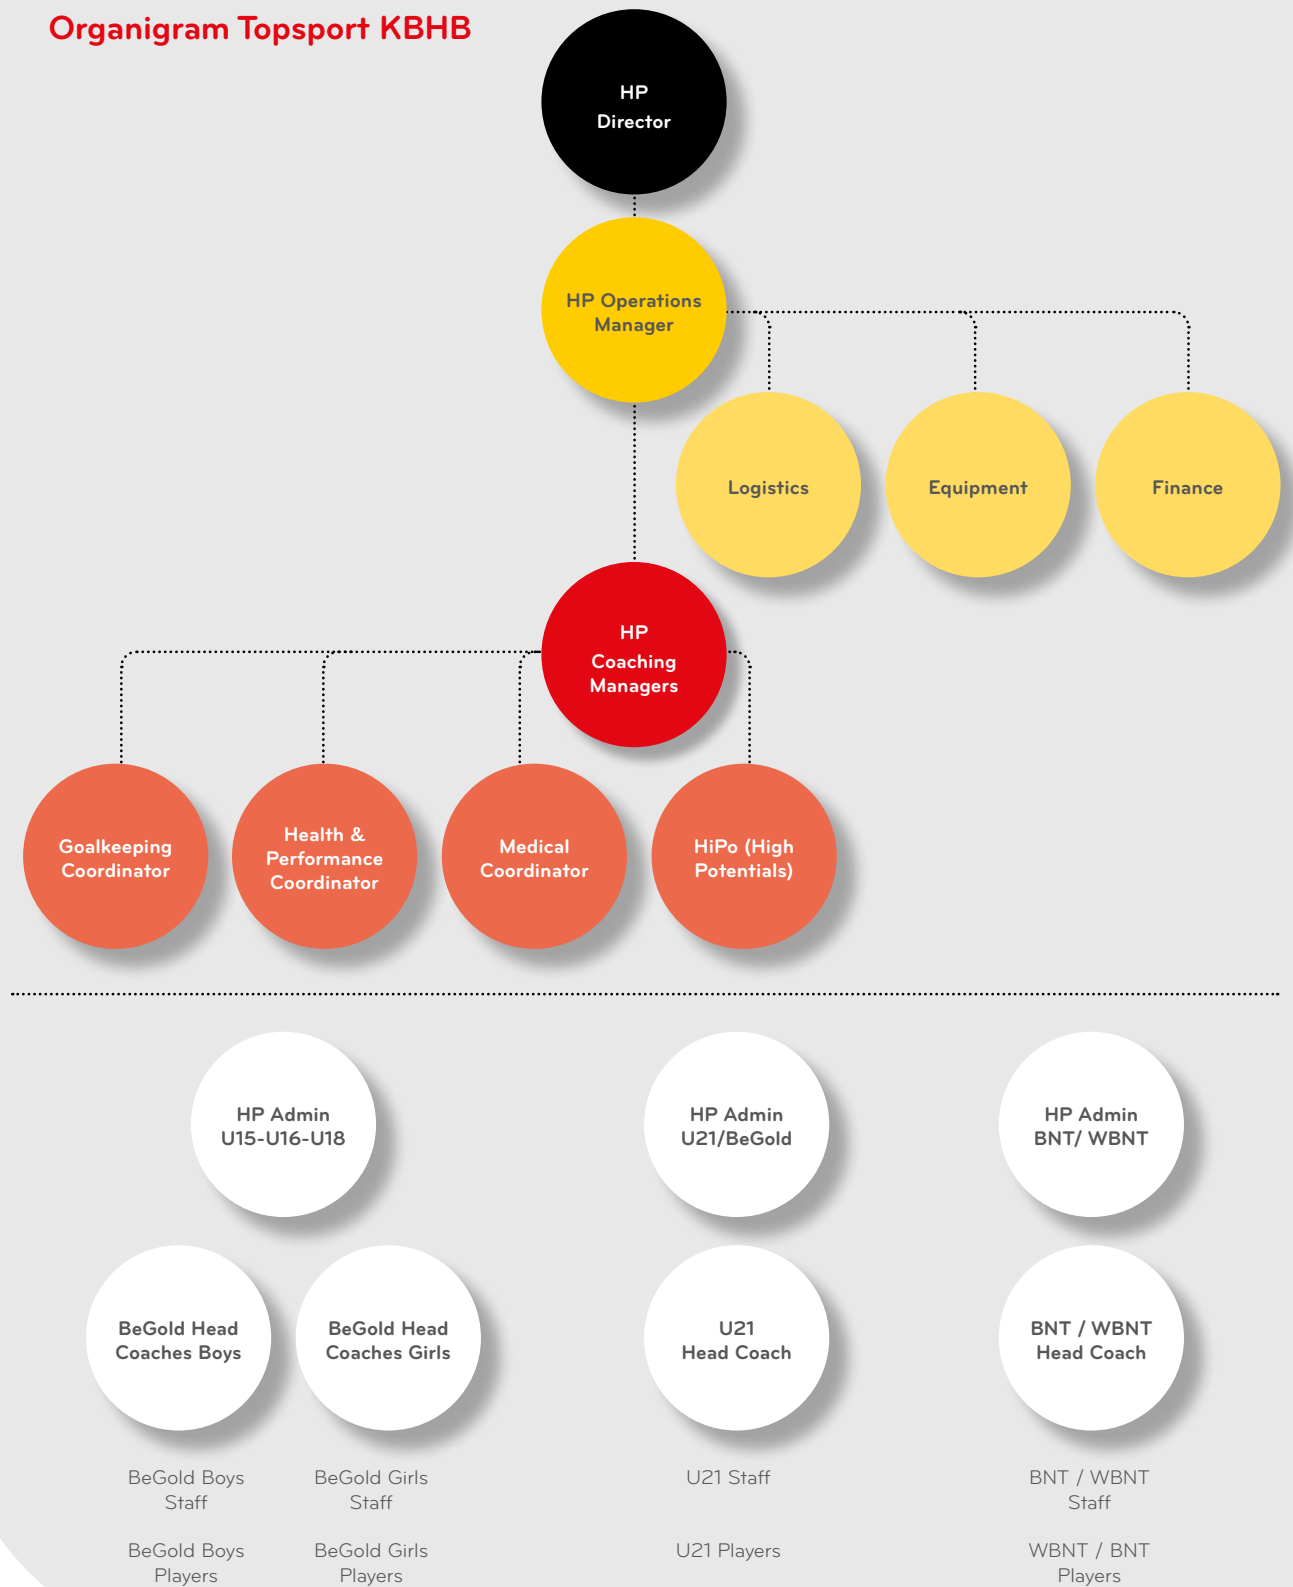 Organigram Topsport KBHB
HP
Director
HP Operations
Manager
Logistics
Equipment
Finance
HP
Coaching
Managers
Goalkeeping
Coordinator
Health &
Performance
Coordinator
Medical
Coordinator
HiPo (High
Potentials)
HP Admin
U15-U16-U18
HP Admin
U21/BeGold
HP Admin
BNT/ WBNT
BeGold Head
Coaches Boys
BeGold Head
Coaches Girls
U21
Head Coach
BNT / WBNT
Head Coach
BeGold Boys
Staff
BeGold Girls
Staff
U21 Staff
BNT / WBNT
Staff
BeGold Boys
Players
BeGold Girls
Players
U21 Players
WBNT / BNT
Players